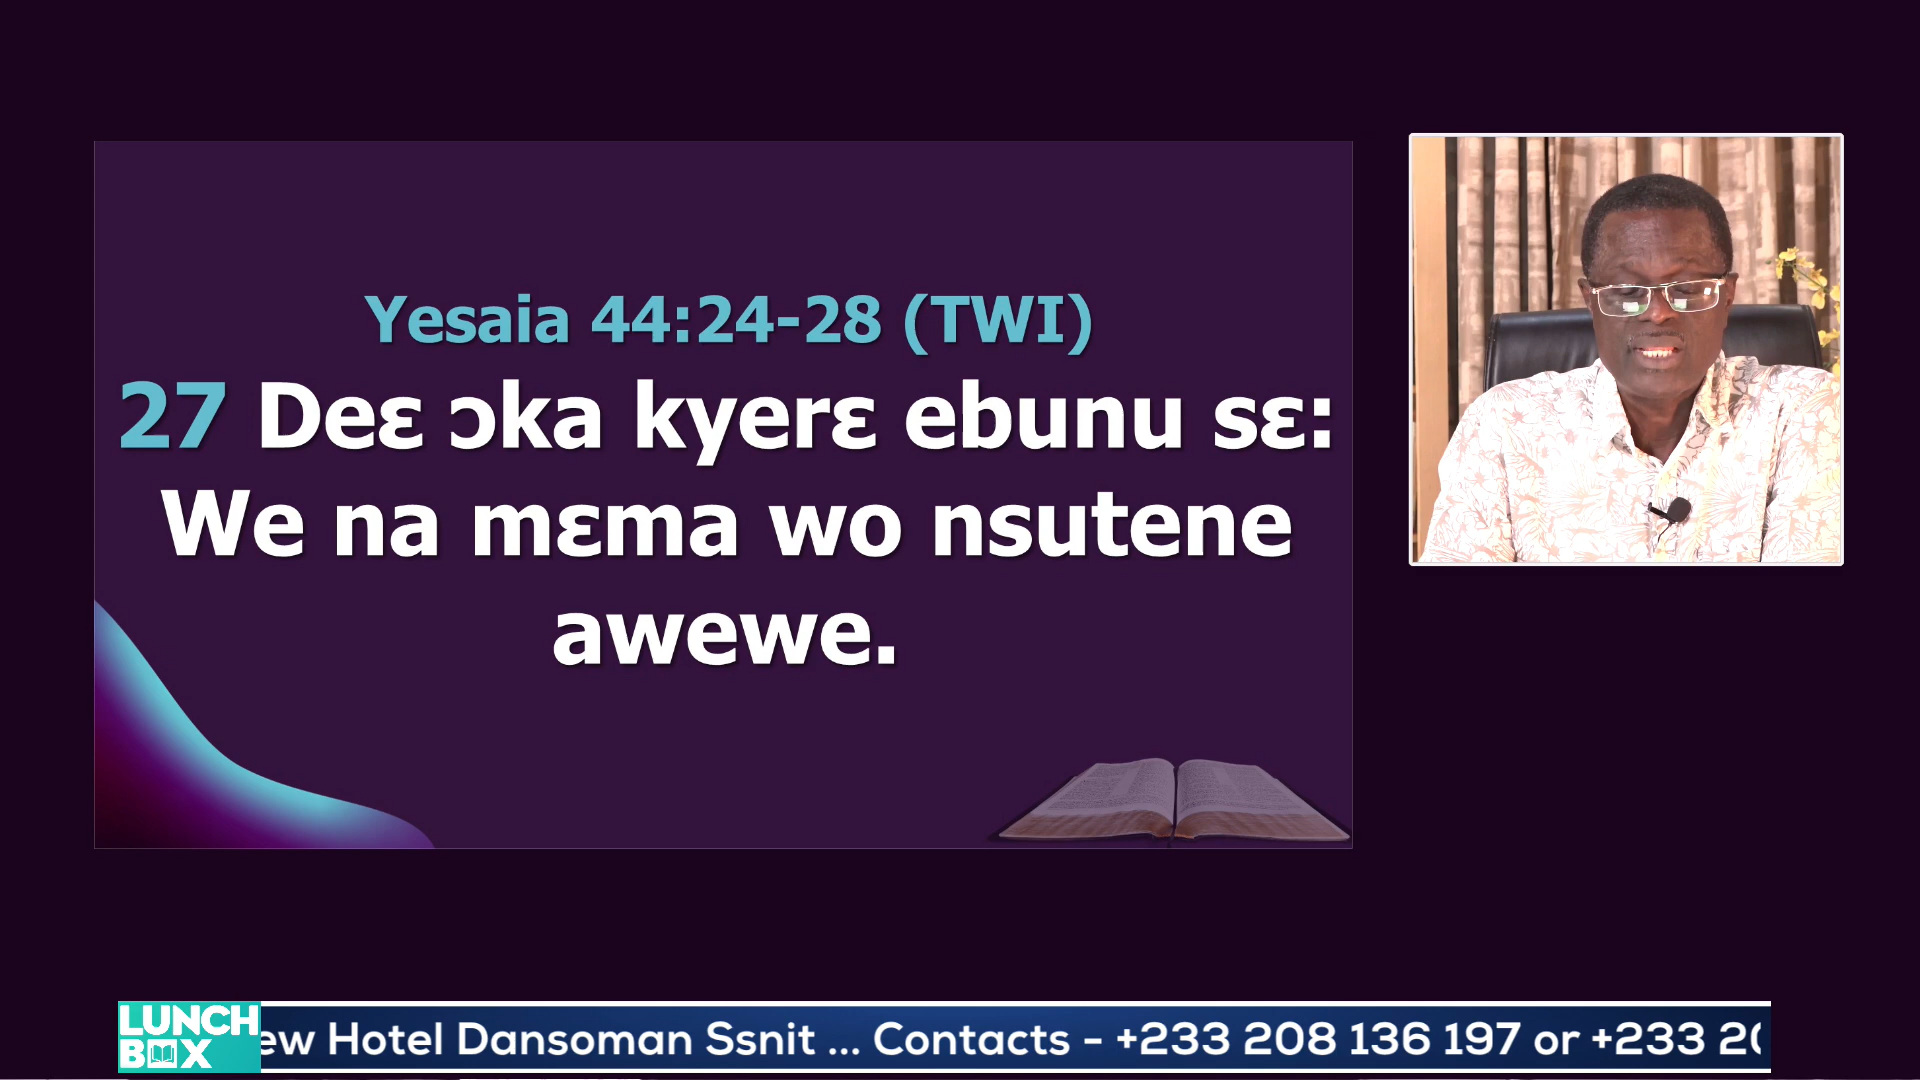 Yesaia 44:24-28 (TWI)
27 Deɛ ɔka kyerɛ ebunu sɛ:
We na mɛma wo nsutene
awewe.
LUNCH
BOX
Hotel Dansoman Ssnit ... Contacts - +233 208 136 197 or +233